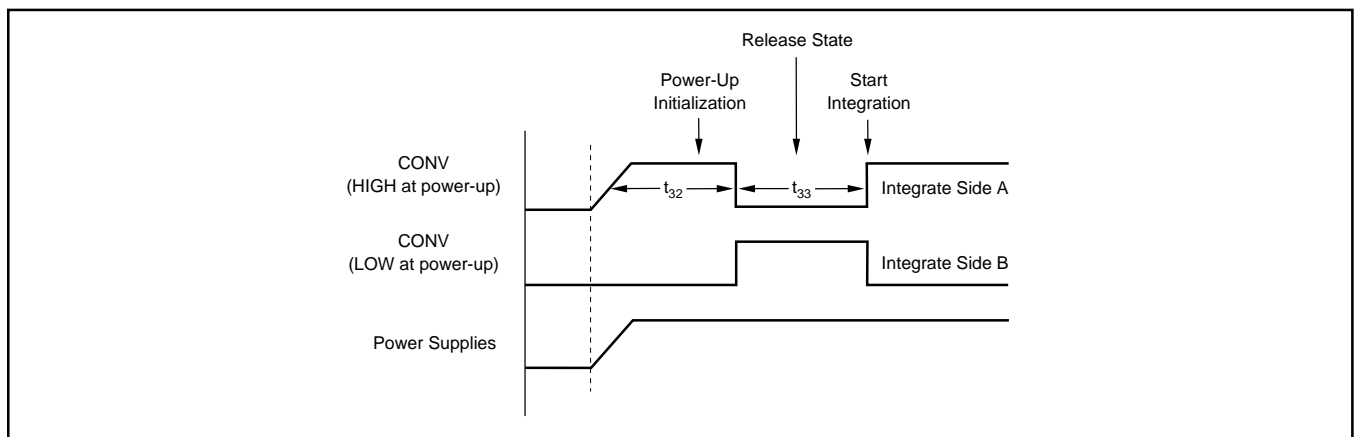 Release State
Power-Up
Initialization
Start
Integration
CONV
(HIGH at power-up)
t32
t33
Integrate Side A
CONV
(LOW at power-up)
Integrate Side B
Power Supplies